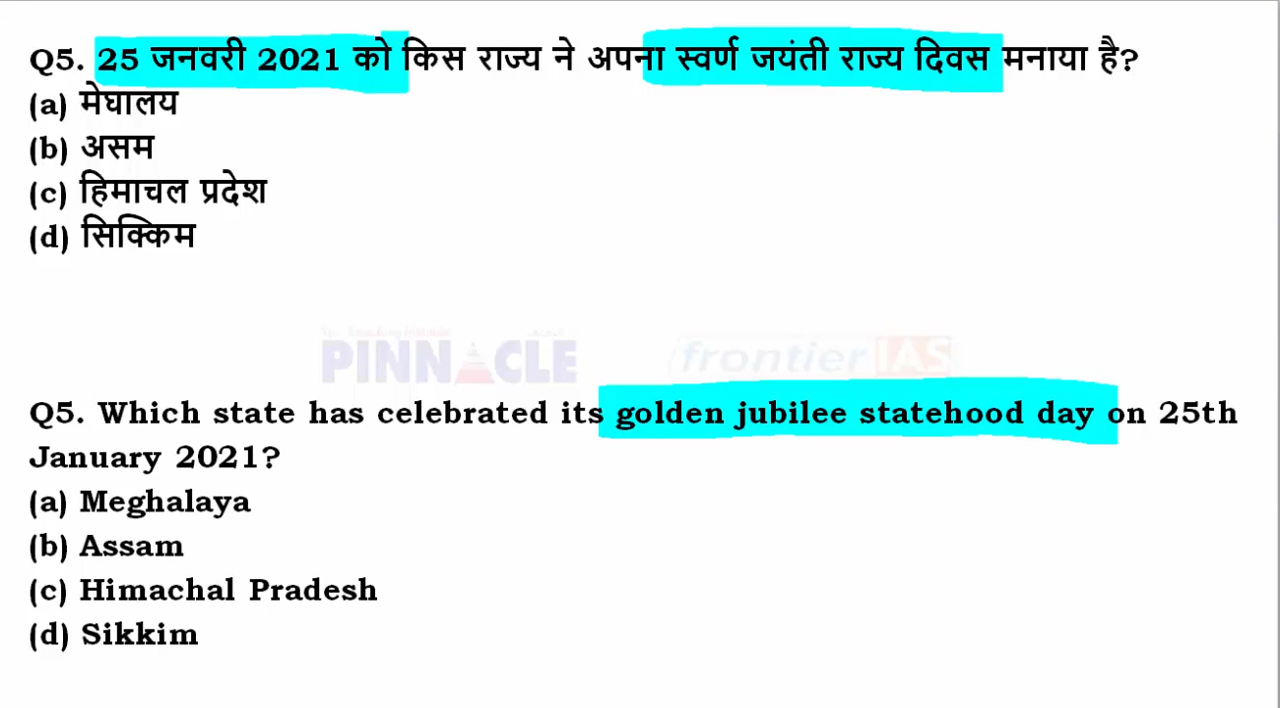 Q5. 25 जनवरी 2021 को किस राज्य ने अपना स्वर्ण जयंती राज्य दिवस मनाया है?
(a) मेघालय
(b) असम
(c) हिमाचल प्रदेश
(d) सिक्किम
PINNACLE frontier IAS
Q5. Which state has celebrated its golden jubilee statehood day on 25th
January 2021?
(a) Meghalaya
(b) Assam
(c) Himachal Pradesh
(d) Sikkim